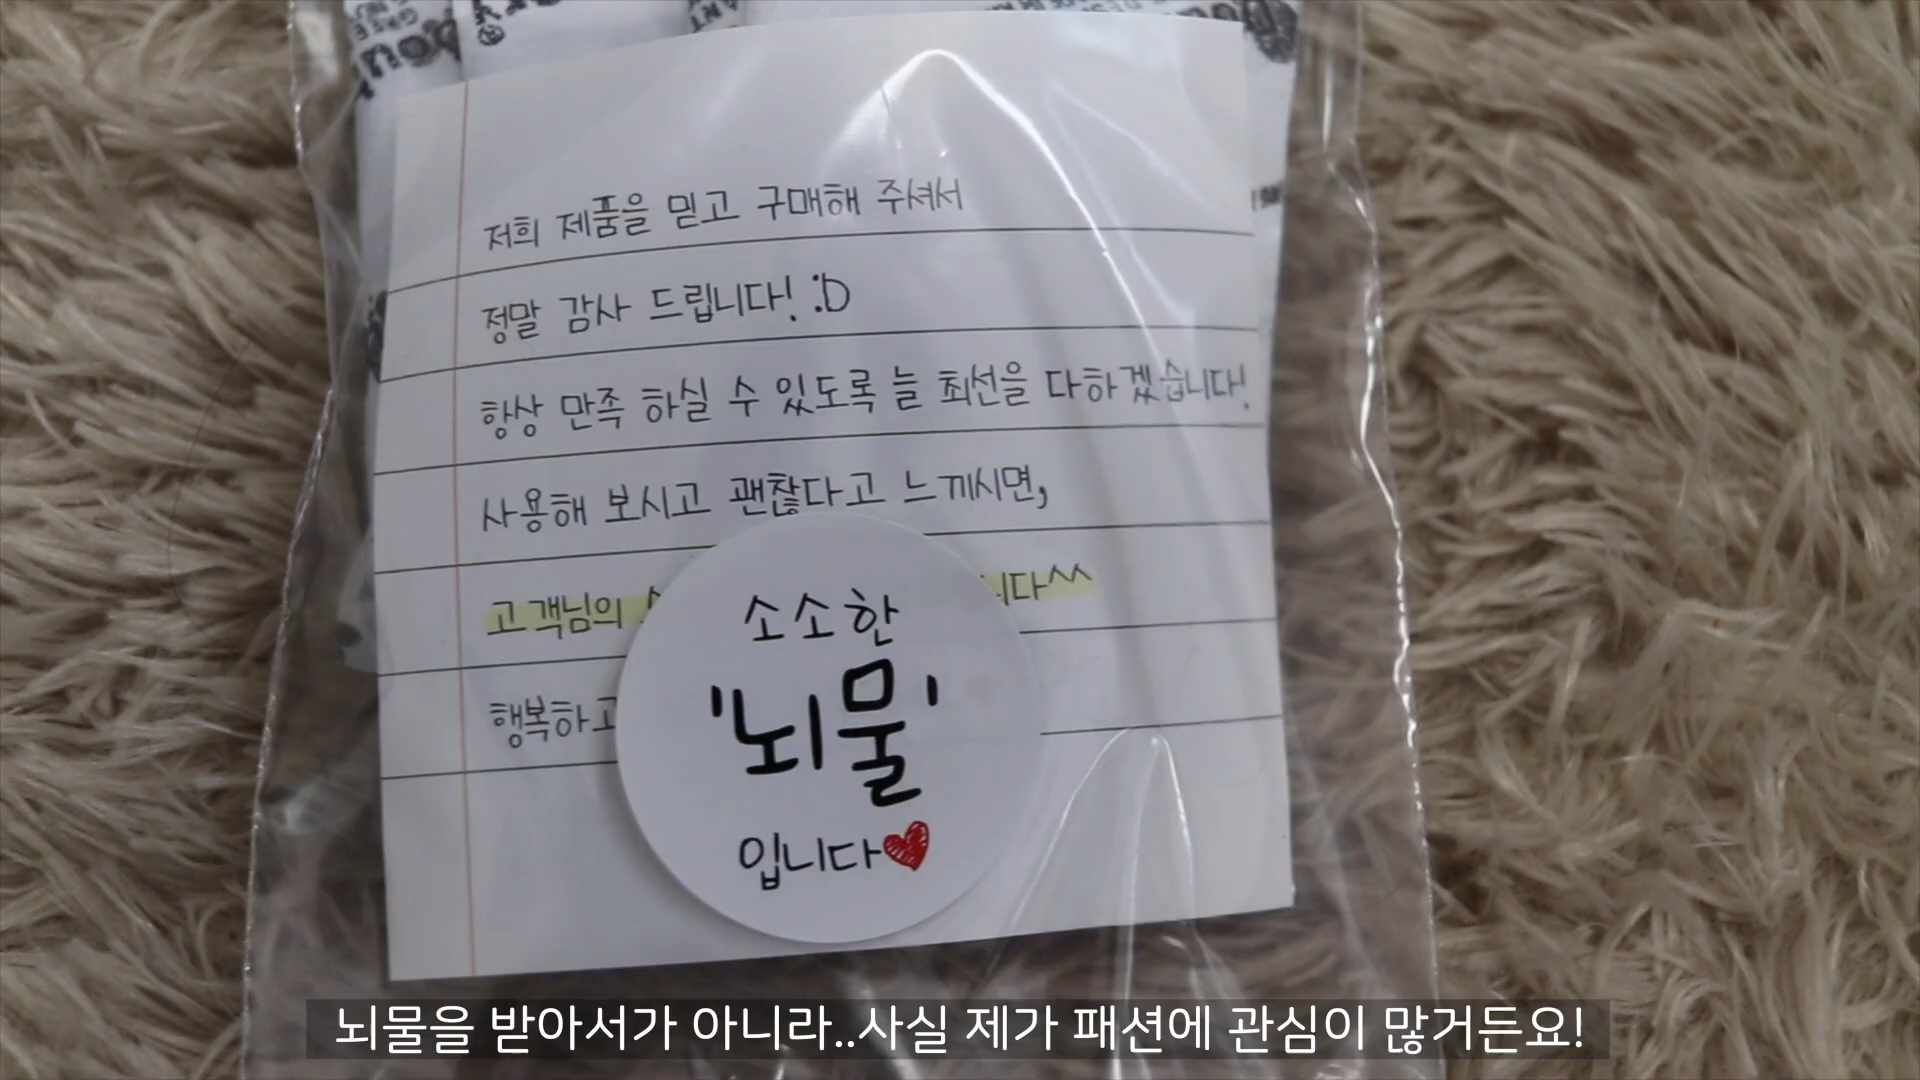 저희 제품을 믿고 구매해 주셔서
정말 감사 드립니다! :D
항상 만족 하실 수 있도록 늘 최선을 다하겠습니다!
사용해 보시고 괜찮다고 느끼시면,
고객님의
니다^^
행복하고
소소한
'뇌물'
입니다
뇌물을 받아서가 아니라..사실 제가 패션에 관심이 많거든요!